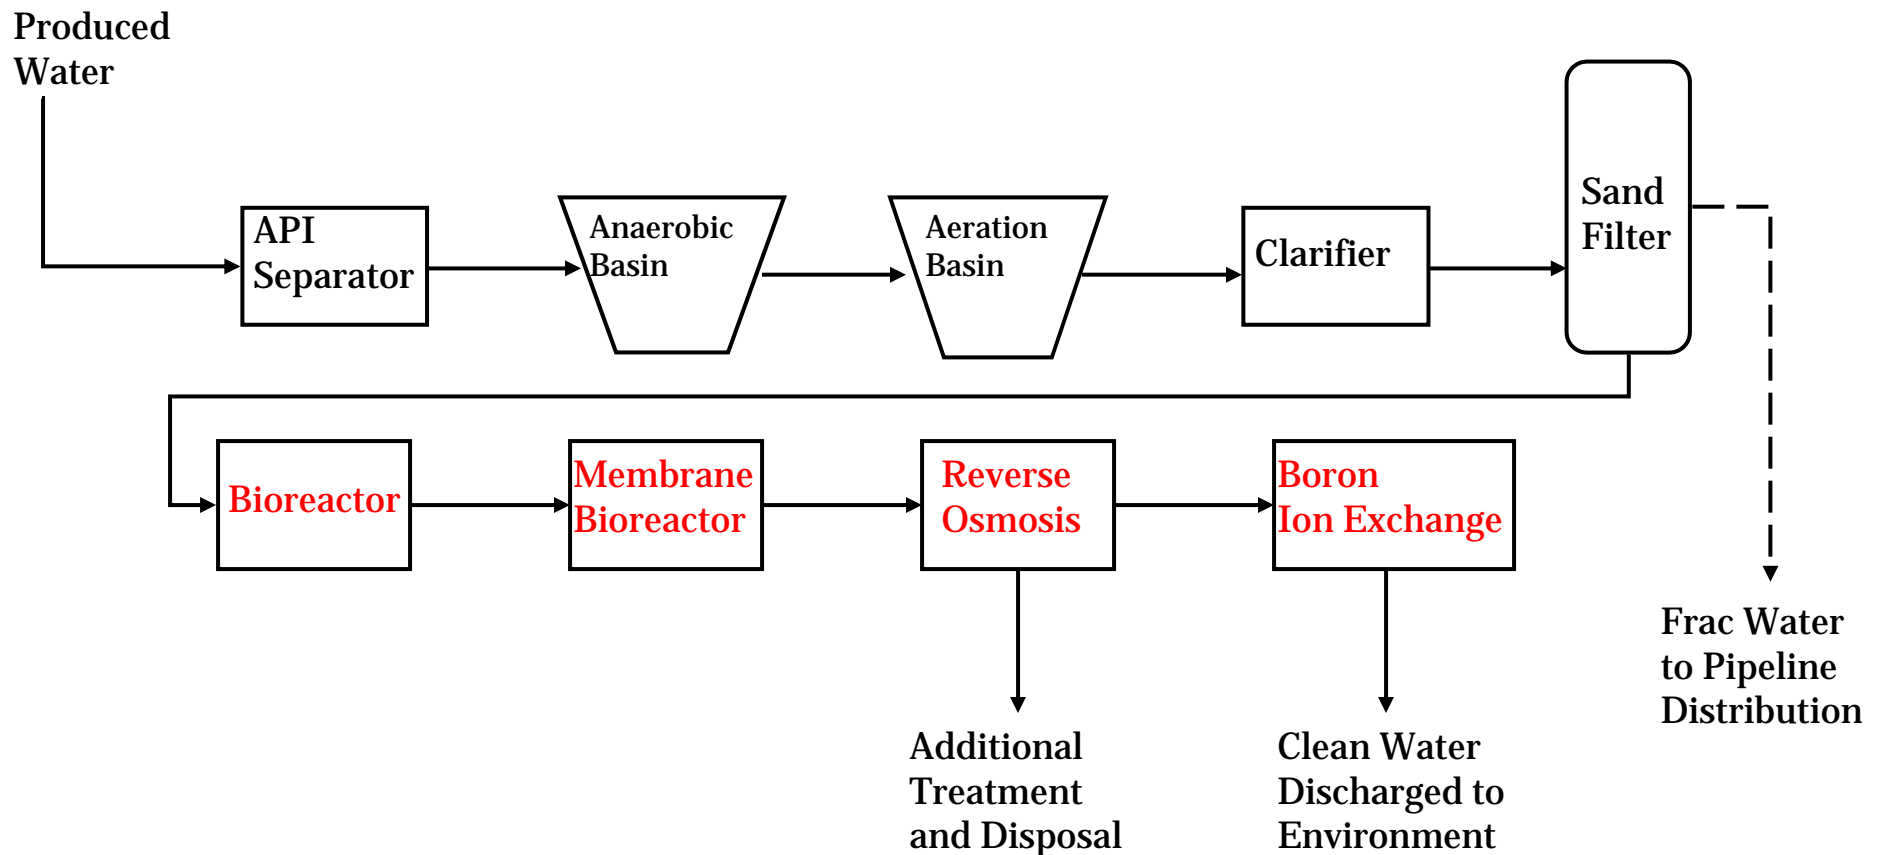 Produced
Water
API
Separator
Anaerobic
Basin
Aeration
Basin
Clarifier
Sand
Filter
Bioreactor
Membrane
Bioreactor
Reverse
Osmosis
Boron
Ion Exchange
Frac Water
to Pipeline
Distribution
Additional
Treatment
and Disposal
Clean Water
Discharged to
Environment